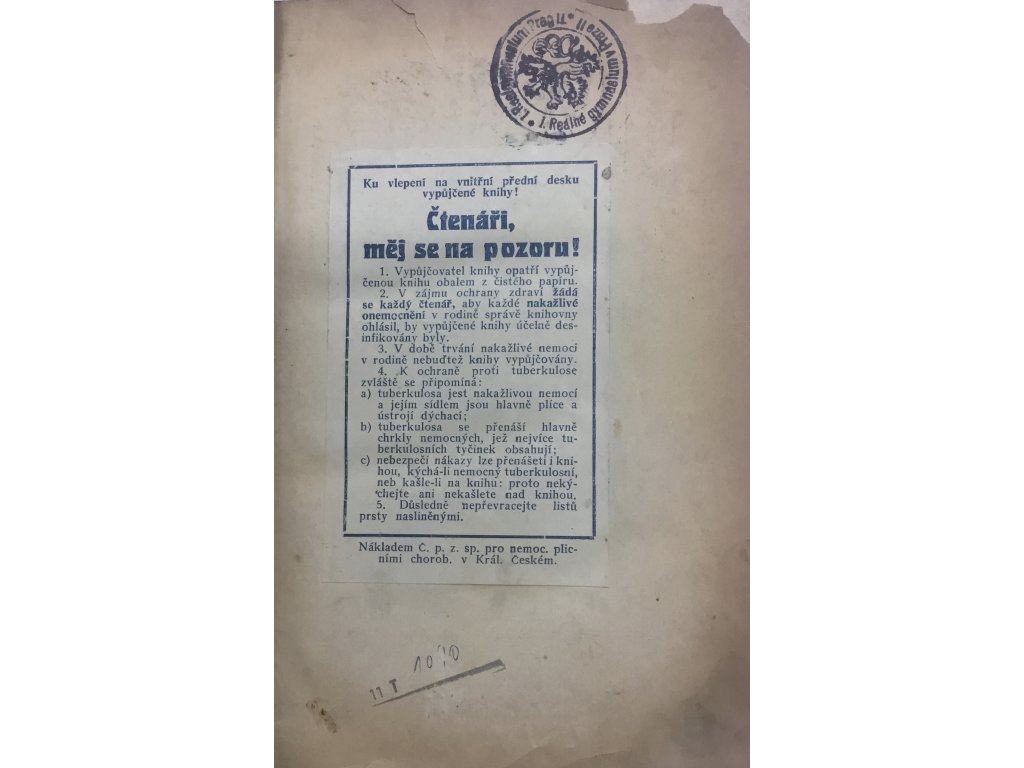 * I. Reálné gymnasium v Praze II *
Prag II
Ku vlepení na vnitřní přední desku
vypůjčené knihy!
Čtenáři,
měj se na pozoru!
1. Vypůjčovatel knihy opatří vypůj-
čenou knihu obalem z čistého papíru.
2. V zájmu ochrany zdraví žádá
se každý čtenář, aby každé nakažlivé
onemocnění v rodině správě knihovny
ohlásil, by vypůjčené knihy účelně des-
infikovány byly.
3. V době trvání nakažlivé nemoci
v rodině nebuďtež knihy vypůjčovány.
4. K ochraně proti tuberkulose
zvláště se připomíná:
a) tuberkulosa jest nakažlivou nemocí
a jejím sídlem jsou hlavně plíce a
ústrojí dýchací;
b) tuberkulosa se přenáší hlavně
chrkly nemocných, jež nejvíce tu-
berkulosních tyčinek obsahují;
c) nebezpečí nákazy lze přenášeti i kni-
hou, kýchá-li nemocný tuberkulosní,
neb kašle-li na knihu: proto neký-
chejte ani nekašlete nad knihou.
5. Důsledně nepřevracejte listů
prsty naslíněnými.
Nákladem Č. p. z. sp. pro nemoc. plic-
ními chorob. v Král. Českém.
1090
11 T